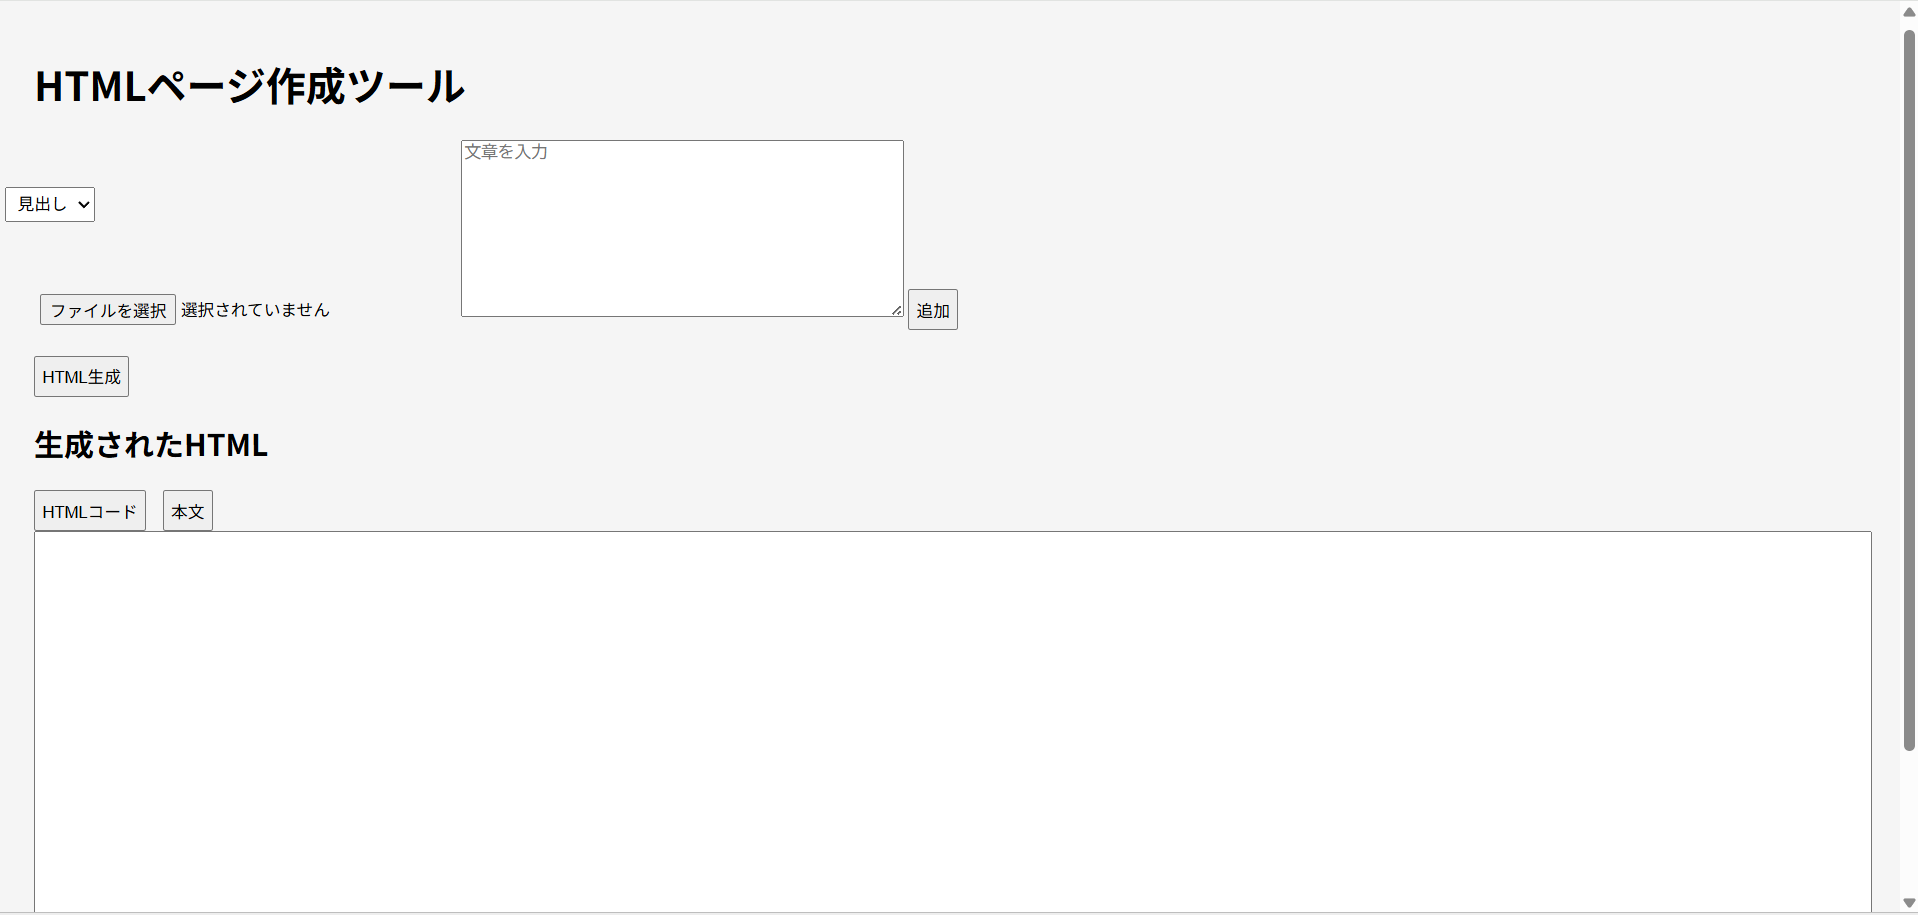 HTMLページ作成ツール
文章を入力
見出し
ファイルを選択 選択されていません
追加
HTML生成
生成されたHTML
HTMLコード
本文